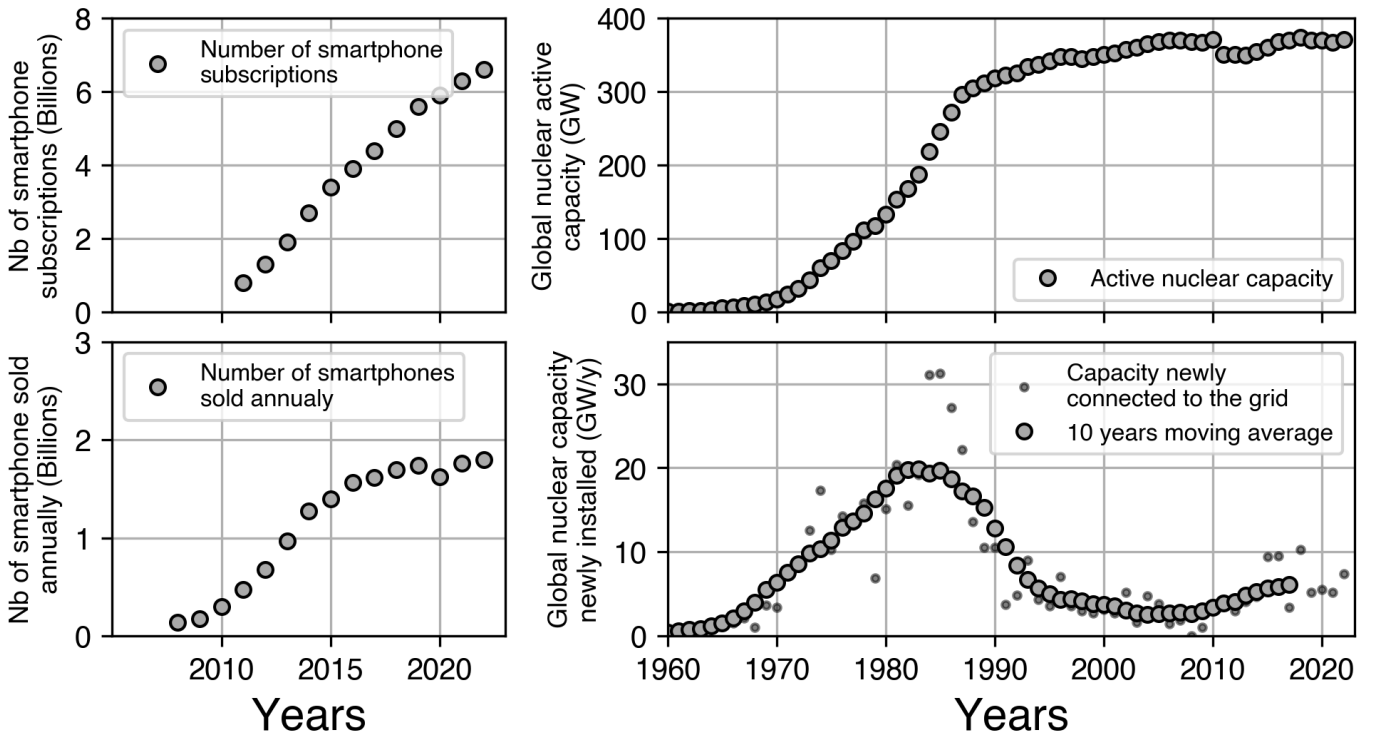 Nb of smartphone
subscriptions (Billions)
8
6
4
2
0
Number of smartphone
subscriptions
Global nuclear active
capacity (GW)
400
300
200
100
0
Active nuclear capacity
Nb of smartphone sold
annually (Billions)
3
2
1
0
Number of smartphones
sold annualy
2010 2015 2020
Years
Global nuclear capacity
newly installed (GW/y)
30
20
10
0
Capacity newly
connected to the grid
10 years moving average
1960 1970 1980 1990 2000 2010 2020
Years